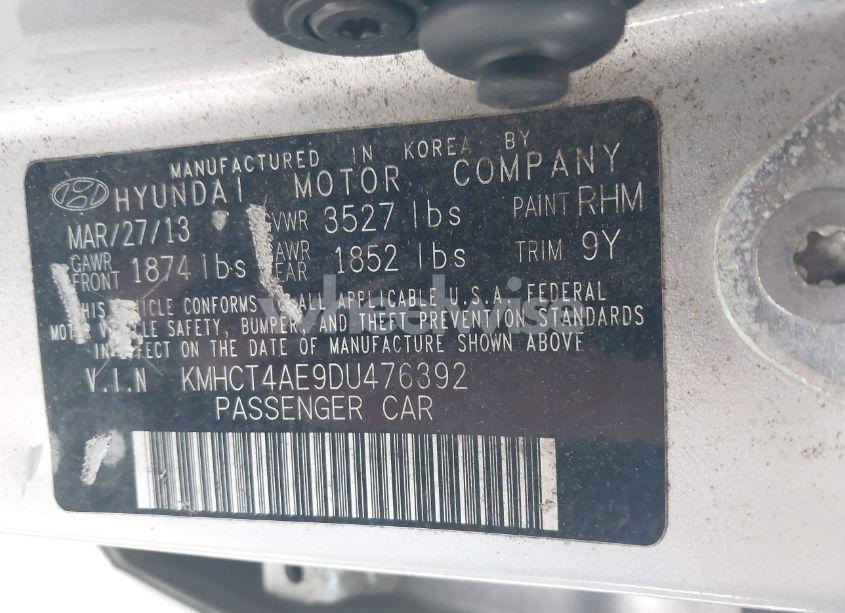 MANUFACTURED IN KOREA BY
HYUNDAI MOTOR COMPANY
MAR/27/13 GVWR 3527 lbs PAINT RHM
GAWR FRONT 1874 lbs GAWR REAR 1852 lbs TRIM 9Y
THIS VEHICLE CONFORMS TO ALL APPLICABLE U.S.A. FEDERAL
MOTOR VEHICLE SAFETY, BUMPER, AND THEFT PREVENTION STANDARDS
IN EFFECT ON THE DATE OF MANUFACTURE SHOWN ABOVE
V.I.N KMHCT4AE9DU476392
PASSENGER CAR
wheelwise